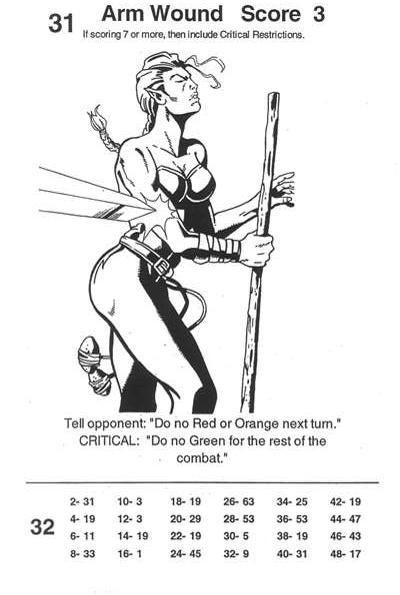 31
Arm Wound Score 3
If scoring 7 or more, then include Critical Restrictions.
Tell opponent: "Do no Red or Orange next turn."
CRITICAL: "Do no Green for the rest of the
combat."
32
2- 31 10- 3 18- 19 26- 63 34- 25 42- 19
4- 19 12- 3 20- 29 28- 53 36- 53 44- 47
6- 11 14- 19 22- 19 30- 5 38- 19 46- 43
8- 33 16- 1 24- 45 32- 9 40- 31 48- 17